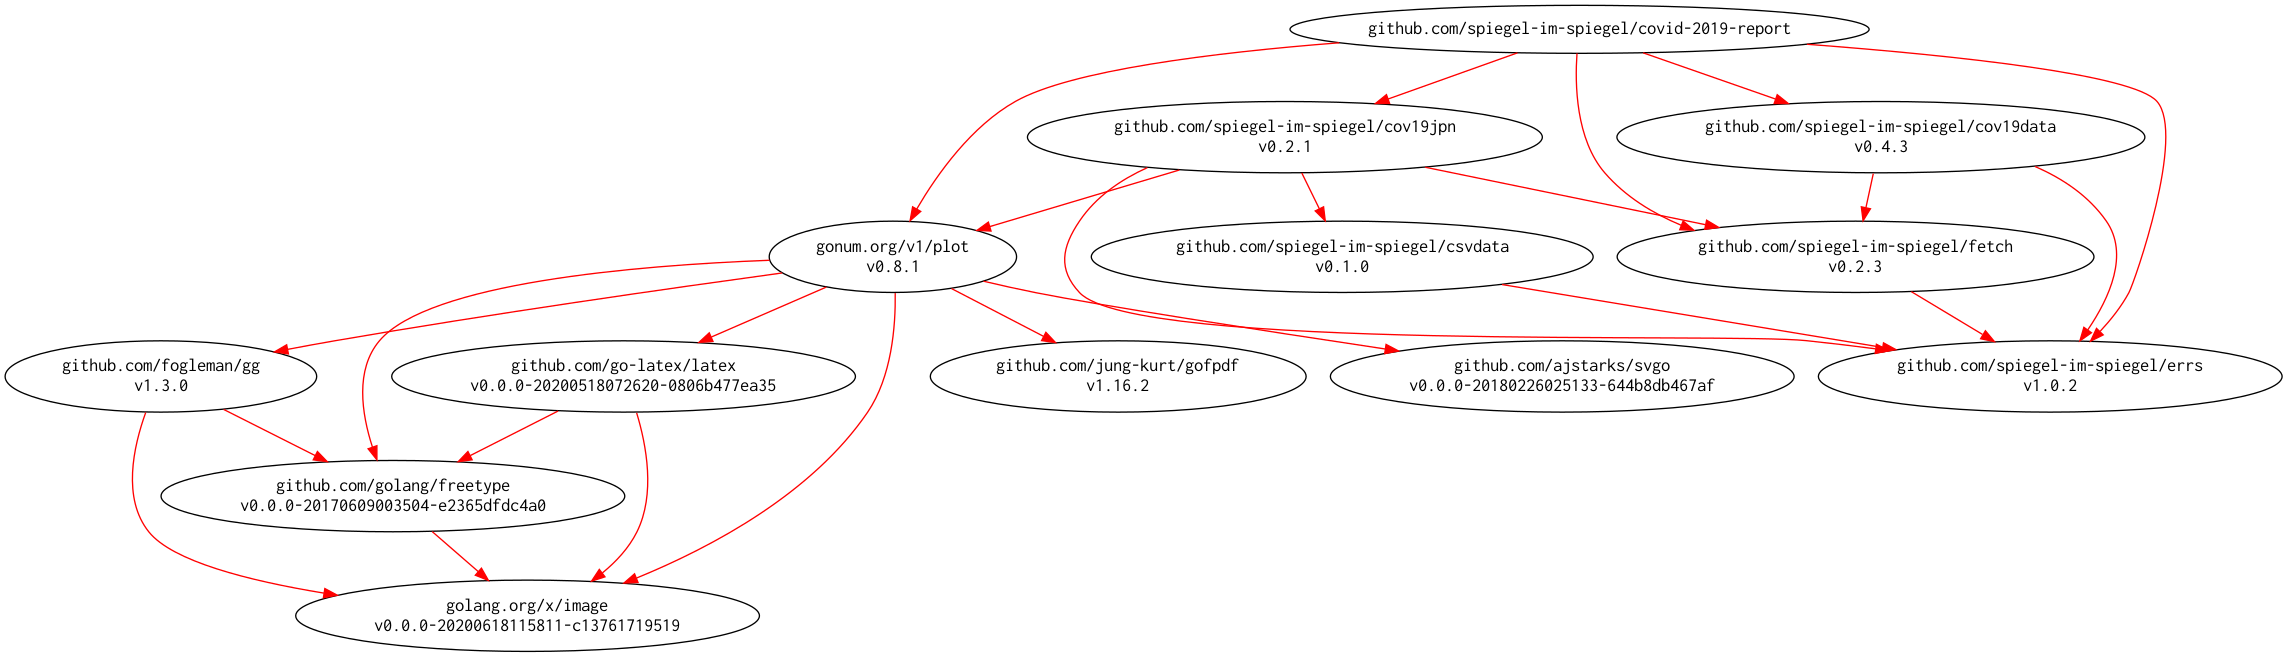 github.com/spiegel-im-spiegel/covid-2019-report
github.com/spiegel-im-spiegel/cov19jpn
v0.2.1
github.com/spiegel-im-spiegel/cov19data
v0.4.3
gonum.org/v1/plot
v0.8.1
github.com/spiegel-im-spiegel/csvdata
v0.1.0
github.com/spiegel-im-spiegel/fetch
v0.2.3
github.com/fogleman/gg
v1.3.0
github.com/go-latex/latex
v0.0.0-20200518072620-0806b477ea35
github.com/jung-kurt/gofpdf
v1.16.2
github.com/ajstarks/svgo
v0.0.0-20180226025133-644b8db467af
github.com/spiegel-im-spiegel/errs
v1.0.2
github.com/golang/freetype
v0.0.0-20170609003504-e2365dfdc4a0
golang.org/x/image
v0.0.0-20200618115811-c13761719519